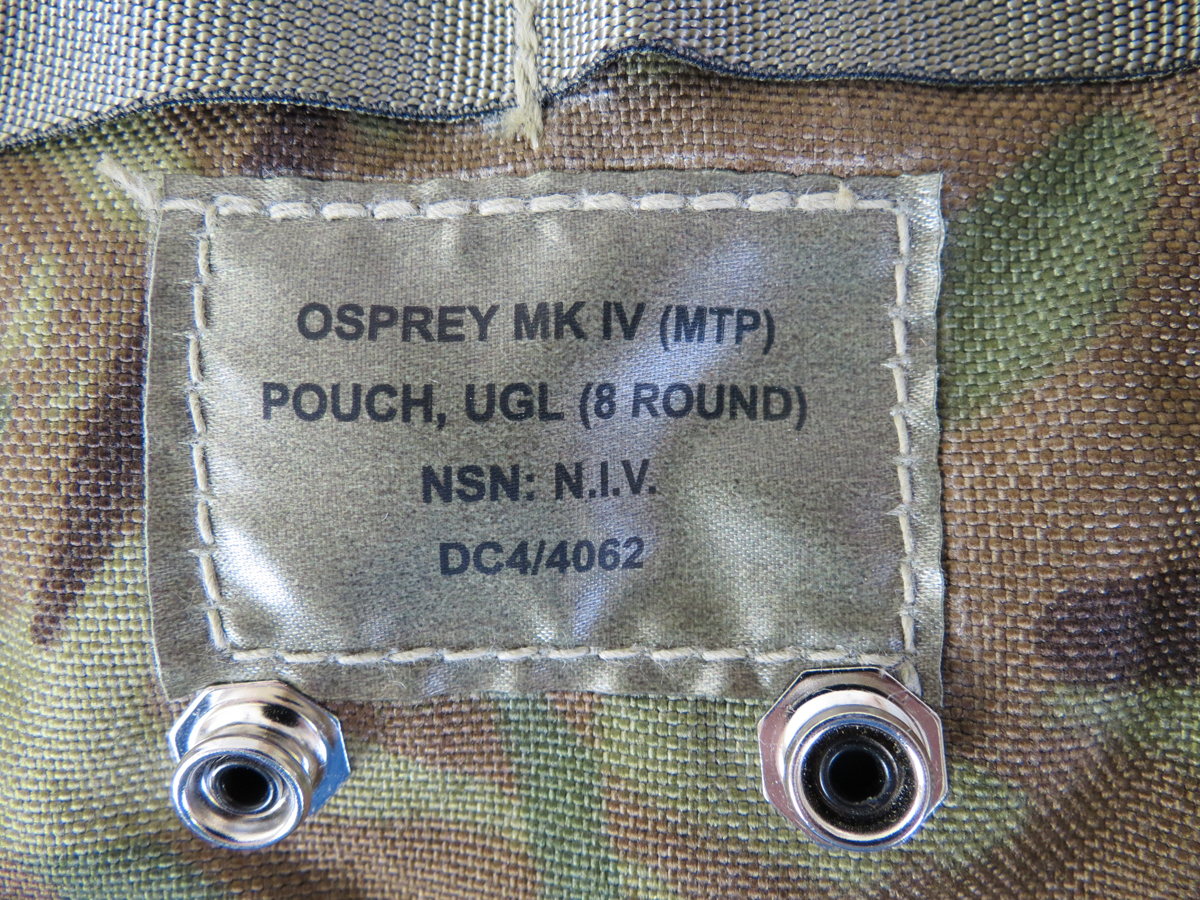 OSPREY MK IV (MTP)
POUCH, UGL (8 ROUND)
NSN: N.I.V.
DC4/4062